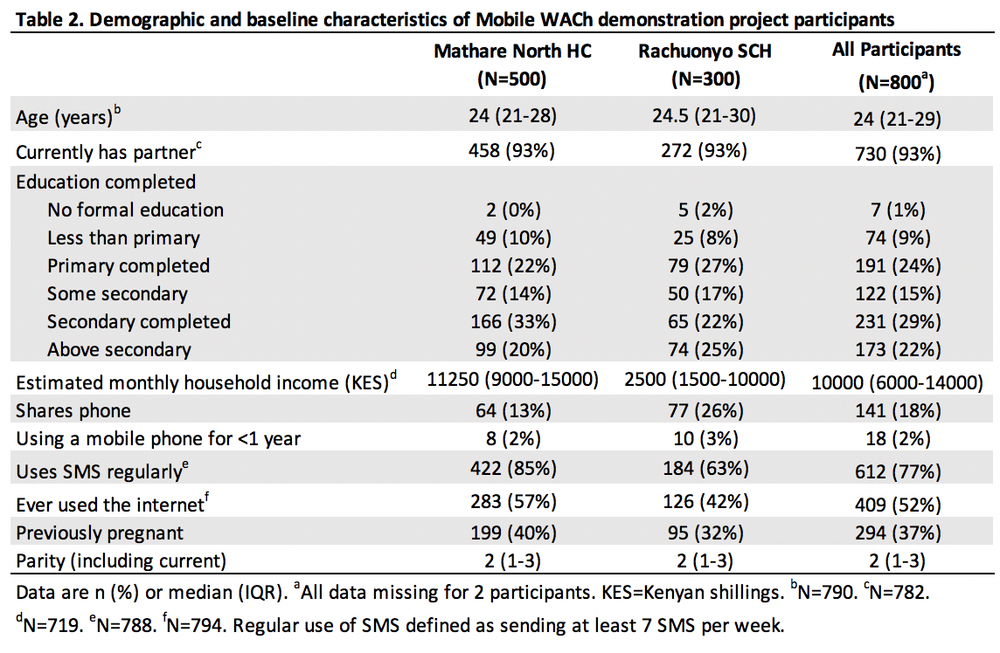 Table 2. Demographic and baseline characteristics of Mobile WACh demonstration project participants
Mathare North HC (N=500) Rachuonyo SCH (N=300) All Participants (N=800ᵃ)
Age (years)ᵇ 24 (21-28) 24.5 (21-30) 24 (21-29)
Currently has partnerᶜ 458 (93%) 272 (93%) 730 (93%)
Education completed
No formal education 2 (0%) 5 (2%) 7 (1%)
Less than primary 49 (10%) 25 (8%) 74 (9%)
Primary completed 112 (22%) 79 (27%) 191 (24%)
Some secondary 72 (14%) 50 (17%) 122 (15%)
Secondary completed 166 (33%) 65 (22%) 231 (29%)
Above secondary 99 (20%) 74 (25%) 173 (22%)
Estimated monthly household income (KES)ᵈ 11250 (9000-15000) 2500 (1500-10000) 10000 (6000-14000)
Shares phone 64 (13%) 77 (26%) 141 (18%)
Using a mobile phone for <1 year 8 (2%) 10 (3%) 18 (2%)
Uses SMS regularlyᵉ 422 (85%) 184 (63%) 612 (77%)
Ever used the internetᶠ 283 (57%) 126 (42%) 409 (52%)
Previously pregnant 199 (40%) 95 (32%) 294 (37%)
Parity (including current) 2 (1-3) 2 (1-3) 2 (1-3)
Data are n (%) or median (IQR). ᵃAll data missing for 2 participants. KES=Kenyan shillings. ᵇN=790. ᶜN=782.
ᵈN=719. ᵉN=788. ᶠN=794. Regular use of SMS defined as sending at least 7 SMS per week.